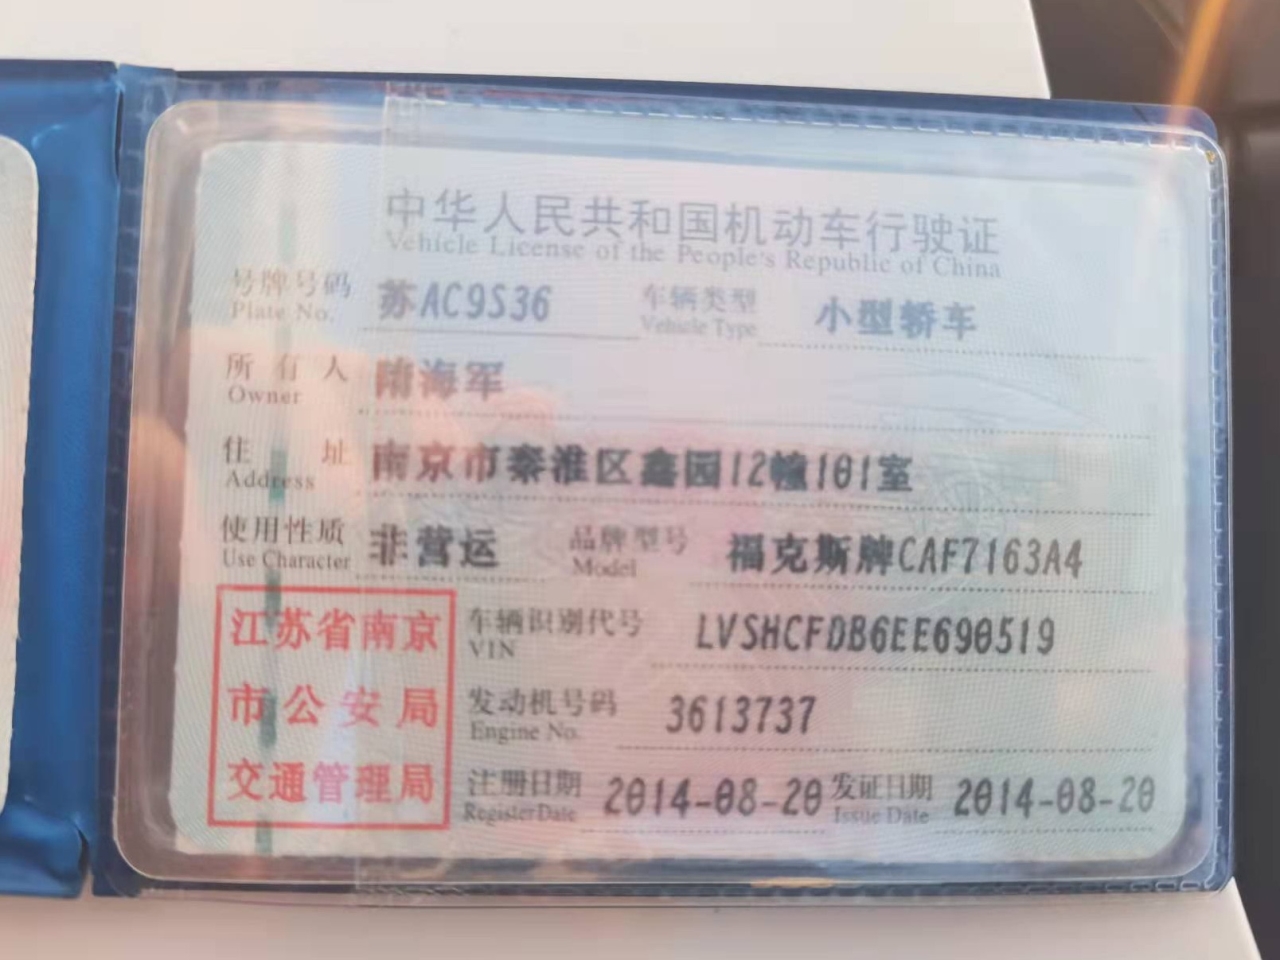 中华人民共和国机动车行驶证
Vehicle License of the People's Republic of China
号牌号码 苏AC9S36 车辆类型 小型轿车
Plate No. Vehicle Type
所有人 隋海军
Owner
住址 南京市秦淮区鑫园12幢101室
Address
使用性质 非营运 品牌型号 福克斯牌CAF7163A4
Use Character Model
江苏省南京
市公安局
交通管理局
车辆识别代号 LVSHCFDB6EE690519
VIN
发动机号码 3613737
Engine No.
注册日期 2014-08-20 发证日期 2014-08-20
Register Date Issue Date